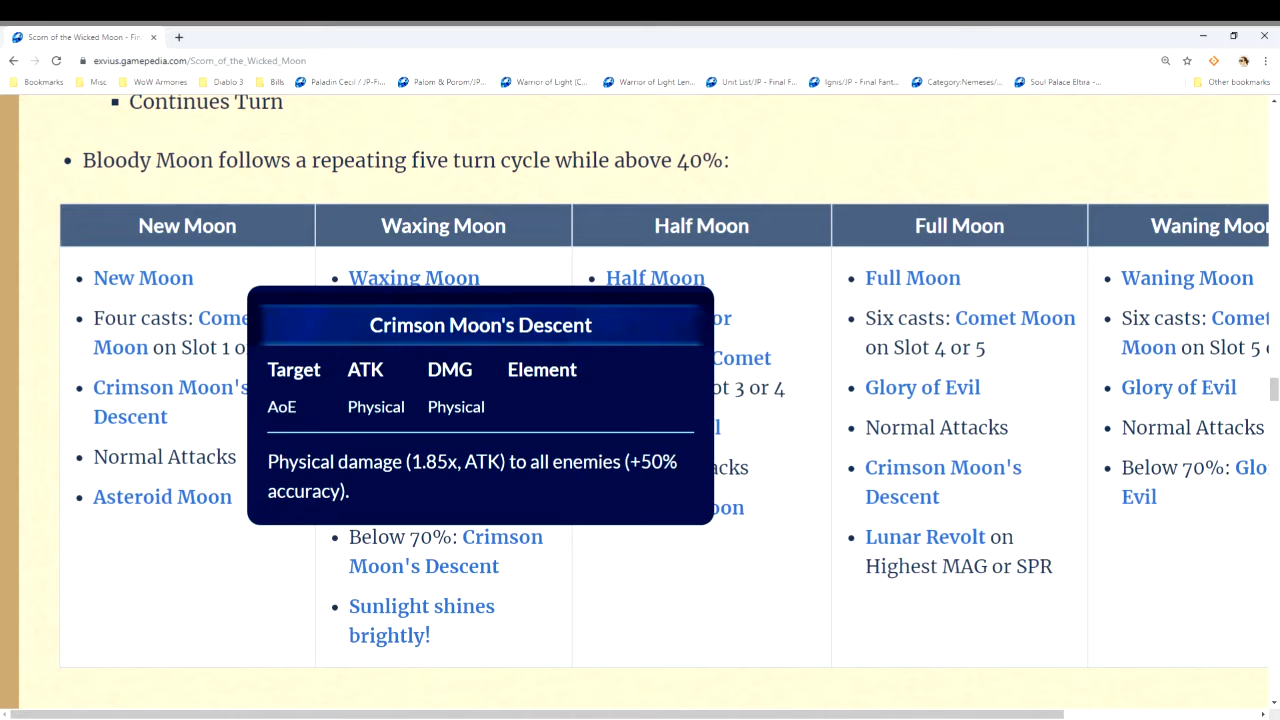 Scorn of the Wicked Moon - Fin
exvius.gamepedia.com/Scorn_of_the_Wicked_Moon
Bookmarks Misc WoW Armories Diablo 3 Bills Paladin Cecil / JP-Fi... Palom & Porom/JP... Warrior of Light (C... Warrior of Light Len... Unit List/JP - Final F... Ignis/JP - Final Fant... Category:Nemeses/... Soul Palace Eltra -... Other bookmarks
Continues Turn
Bloody Moon follows a repeating five turn cycle while above 40%:
New Moon Waxing Moon Half Moon Full Moon Waning Moon
New Moon
Four casts: Come
Moon on Slot 1 o
Crimson Moon's
Descent
Normal Attacks
Asteroid Moon
Waxing Moon
Below 70%: Crimson
Moon's Descent
Sunlight shines
brightly!
Crimson Moon's Descent
Target ATK DMG Element
AoE Physical Physical
Physical damage (1.85x, ATK) to all enemies (+50%
accuracy).
Half Moon
or
Comet
ot 3 or 4
l
acks
oon
Full Moon
Six casts: Comet Moon
on Slot 4 or 5
Glory of Evil
Normal Attacks
Crimson Moon's
Descent
Lunar Revolt on
Highest MAG or SPR
Waning Moon
Six casts: Comet
Moon on Slot 5 o
Glory of Evil
Normal Attacks
Below 70%: Glo
Evil